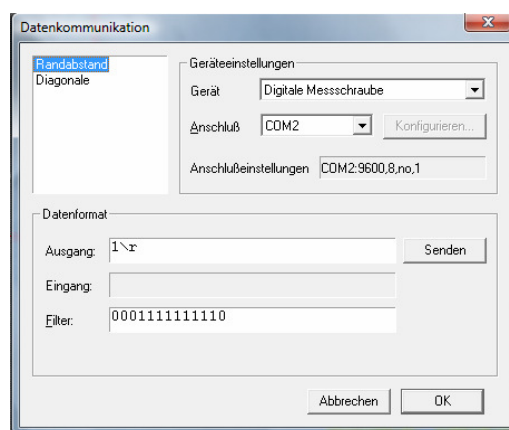 Datenkommunikation
Randabstand
Diagonale
Geräteeinstellungen
Gerät Digitale Messschraube
Anschluß COM2 Konfigurieren...
Anschlußeinstellungen COM2:9600,8,no,1
Datenformat
Ausgang: 1\r Senden
Eingang:
Filter: 0001111111110
Abbrechen OK